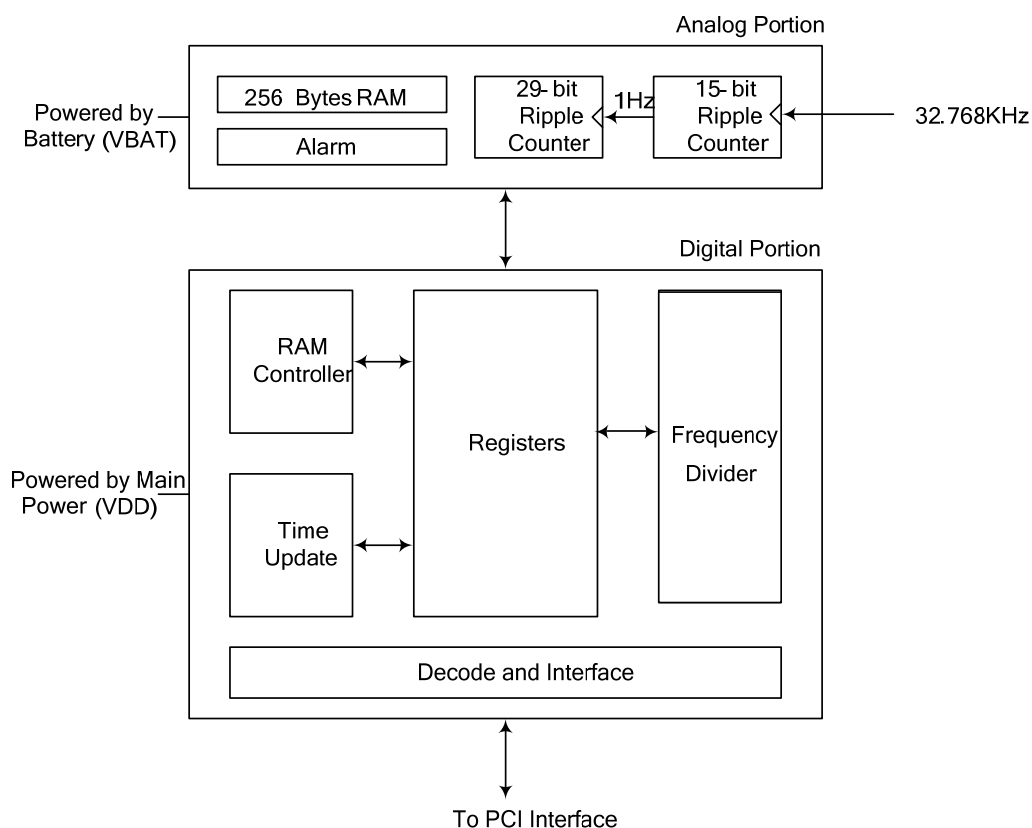 Analog Portion
Powered by
Battery (VBAT)
256 Bytes RAM
Alarm
29-bit
Ripple
Counter
1Hz
15-bit
Ripple
Counter
32.768KHz
Digital Portion
Powered by Main
Power (VDD)
RAM
Controller
Time
Update
Registers
Frequency
Divider
Decode and Interface
To PCI Interface